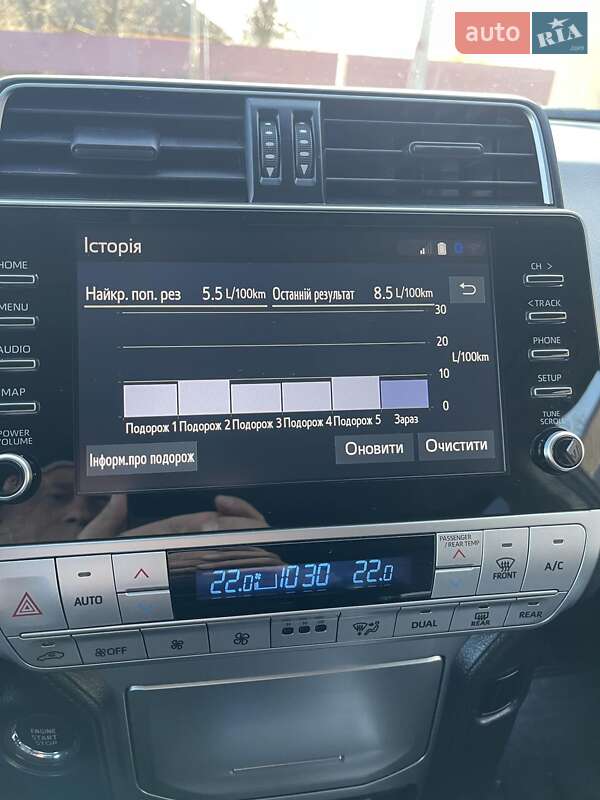 auto RIA.com
Історія
HOME
CH >
Найкр. поп. рез 5.5 L/100km Останній результат 8.5 L/100km
30
MENU
< TRACK
20
AUDIO
L/100km
PHONE
10
MAP
SETUP
0
Подорож 1 Подорож 2 Подорож 3 Подорож 4 Подорож 5 Зараз
POWER
VOLUME
TUNE
SCROLL
Інформ.про подорож
Оновити
Очистити
PASSENGER
/ REAR TEMP
22.0 10:30 22.0
AUTO
FRONT
A/C
OFF
DUAL
REAR
REAR
ENGINE
START
STOP